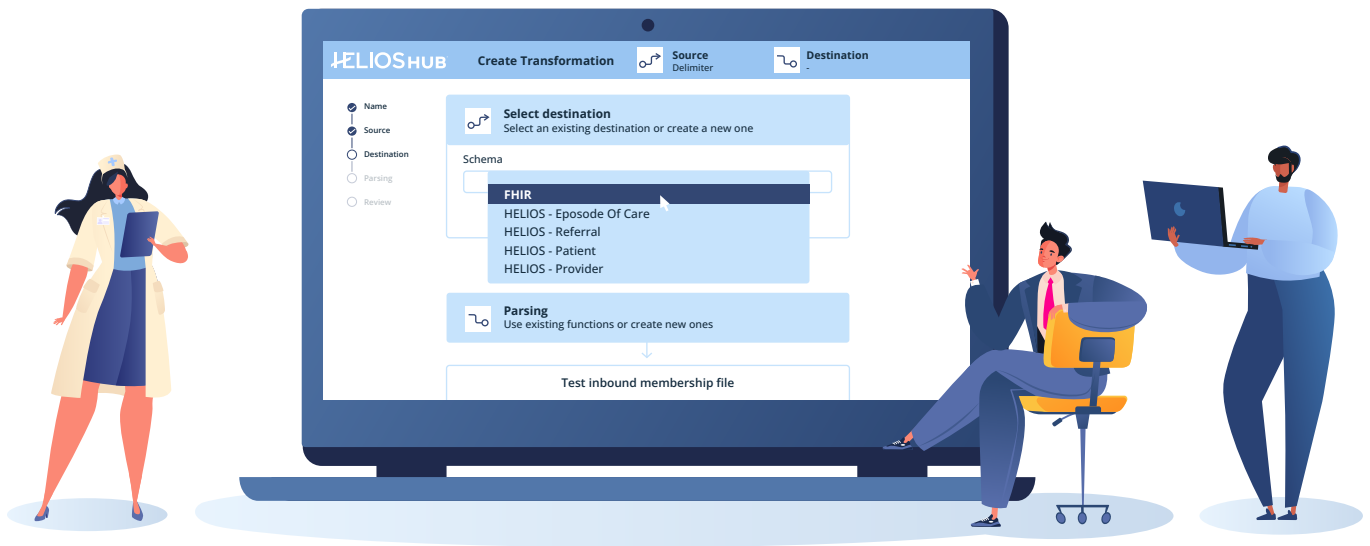 HELIOS HUB
Create Transformation
Source
Delimiter
Destination
-
Name
Source
Destination
Parsing
Review
Select destination
Select an existing destination or create a new one
Schema
FHIR
HELIOS - Eposode Of Care
HELIOS - Referral
HELIOS - Patient
HELIOS - Provider
Parsing
Use existing functions or create new ones
Test inbound membership file